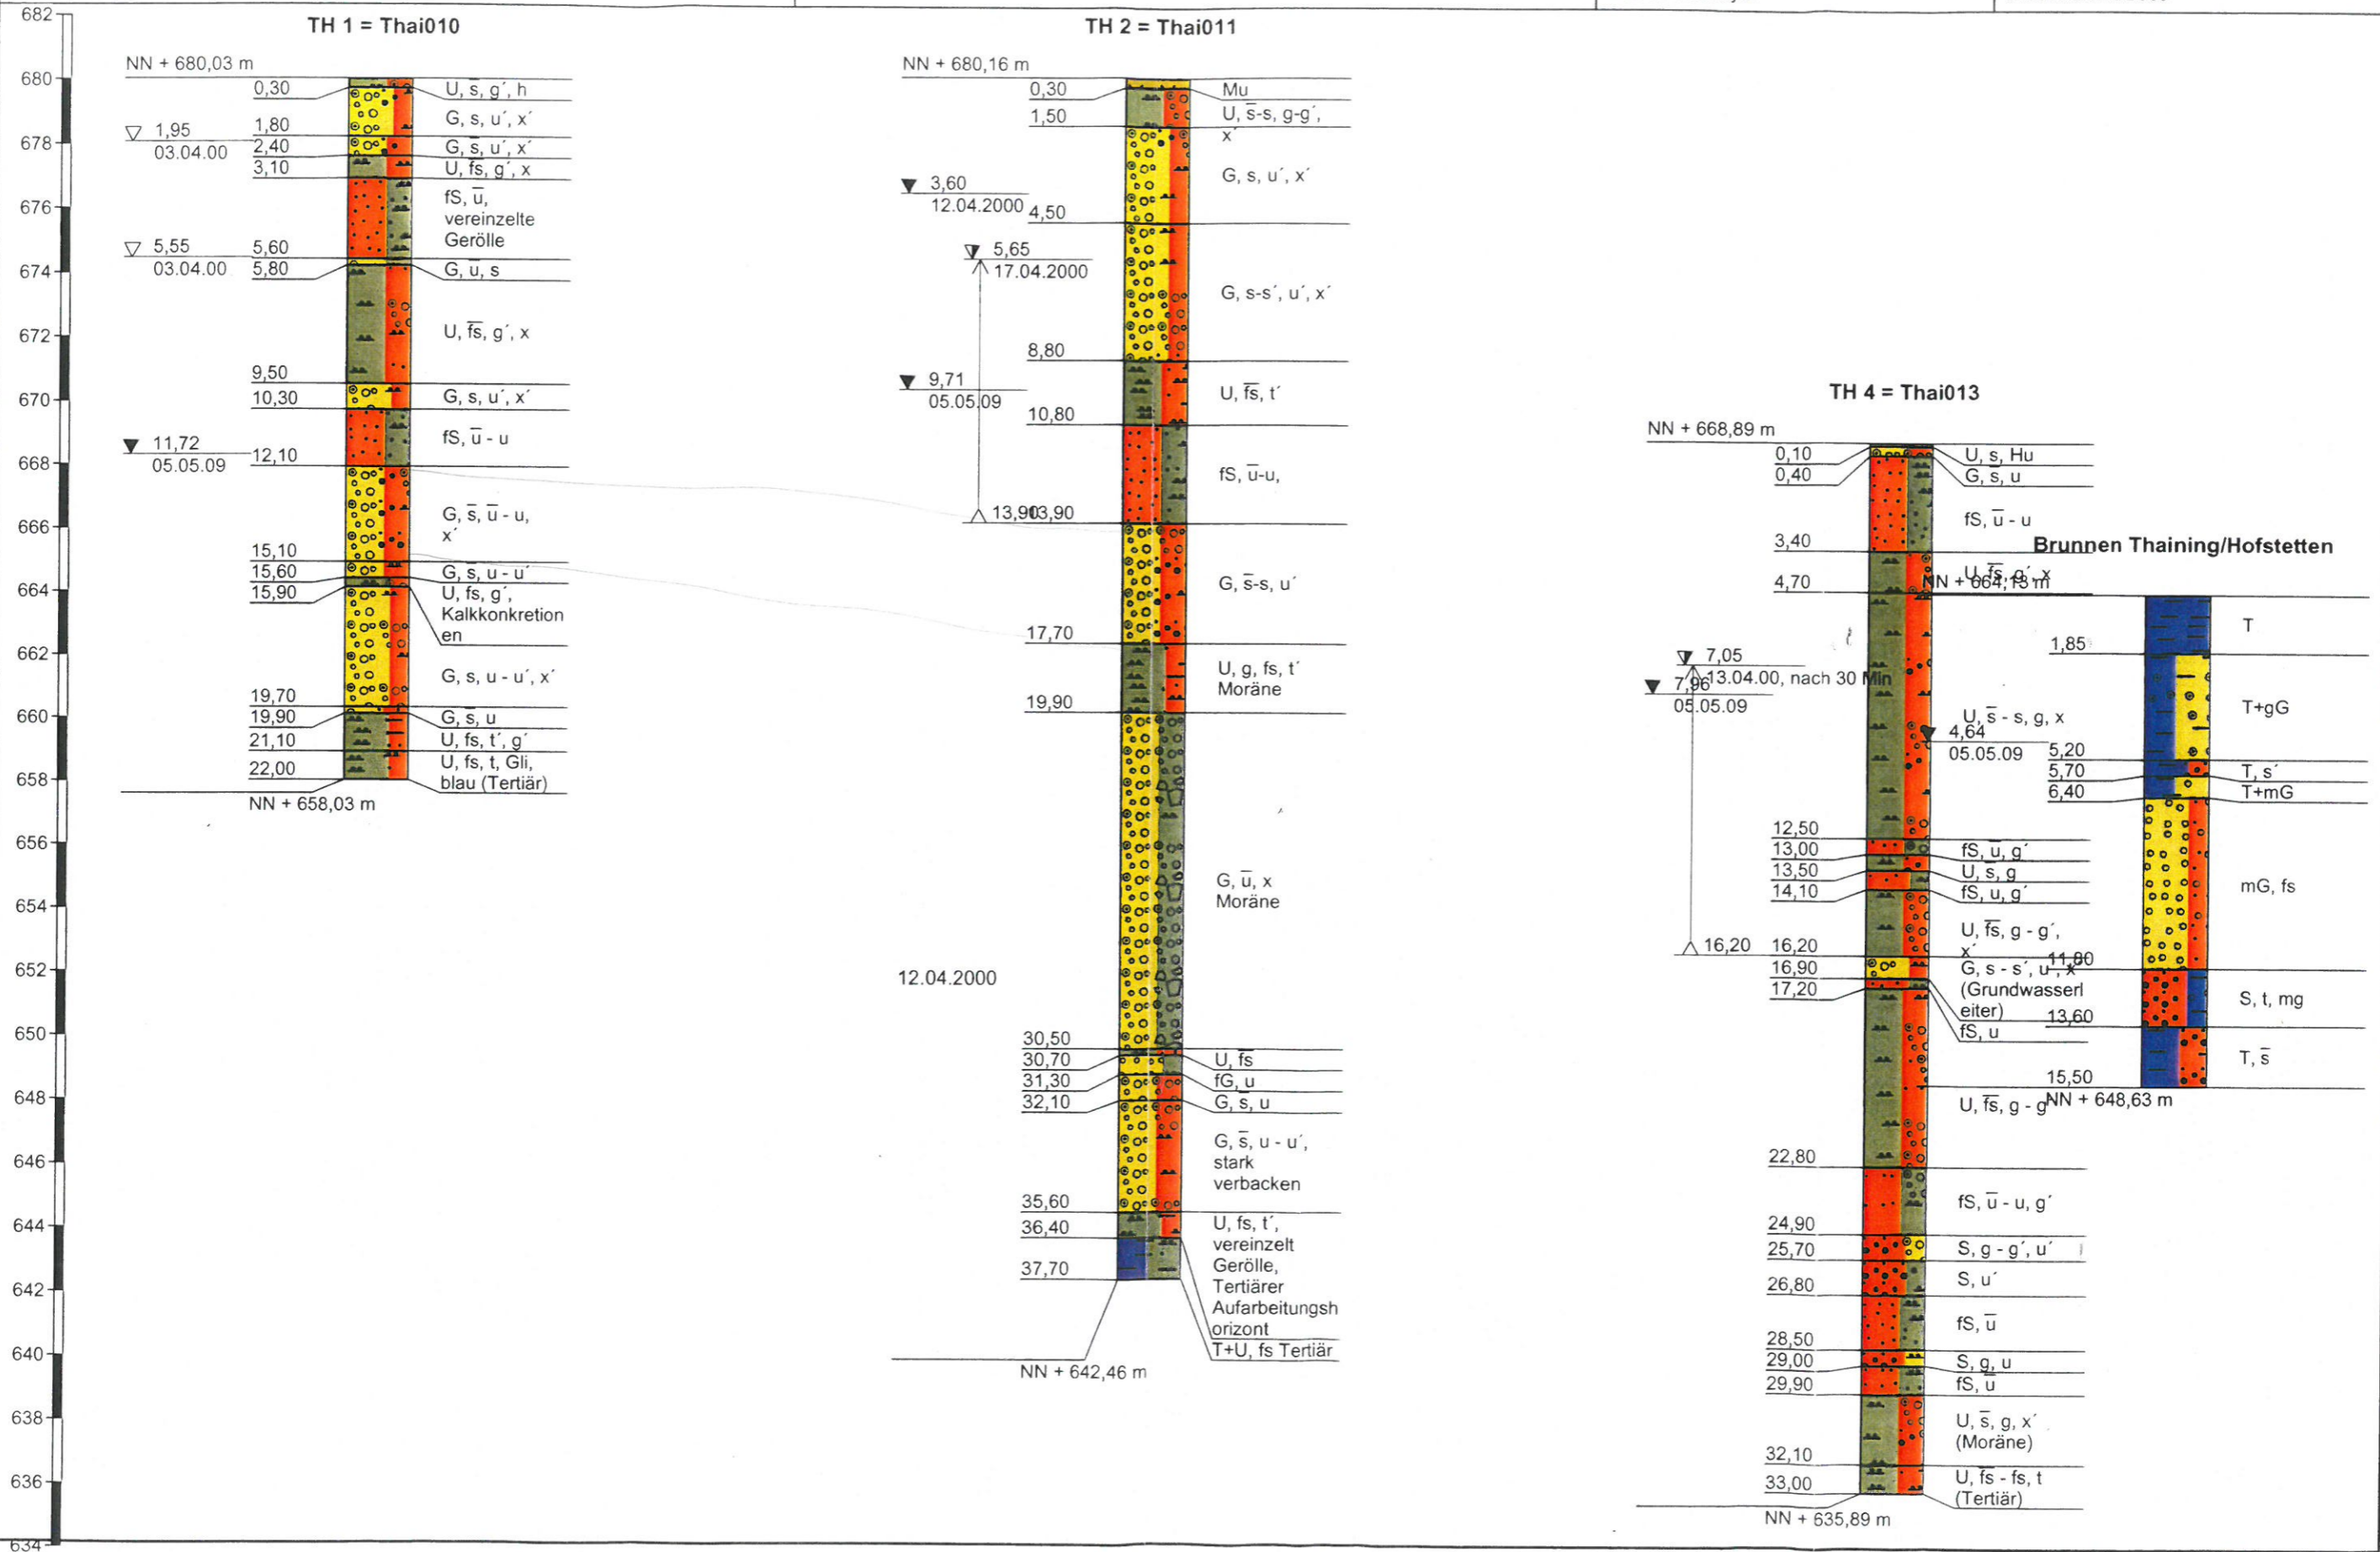 682
680
678
676
674
672
670
668
666
664
662
660
658
656
654
652
650
648
646
644
642
640
638
636
634
TH 1 = Thai010
NN + 680,03 m
0,30
U, s̅, g´, h
G, s, u´, x´
1,95
03.04.00
1,80
2,40
G, s̅, u´, x´
3,10
U, f̅s̅, g´, x
fS, u̅,
vereinzelte
Gerölle
5,55
03.04.00
5,60
5,80
G, u̅, s
U, f̅s̅, g´, x
9,50
10,30
G, s, u´, x´
fS, u̅ - u
11,72
05.05.09
12,10
G, s̅, u̅ - u,
x´
15,10
15,60
G, s̅, u - u´
15,90
U, fs, g´,
Kalkkonkretion
en
G, s, u - u´, x´
19,70
19,90
G, s̅, u
21,10
U, fs, t´, g´
22,00
U, fs, t, Gli,
blau (Tertiär)
NN + 658,03 m
TH 2 = Thai011
NN + 680,16 m
0,30
Mu
1,50
U, s̅-s, g-g´,
x´
G, s, u´, x´
3,60
12.04.2000
4,50
5,65
17.04.2000
G, s-s´, u´, x´
8,80
U, f̅s̅, t´
9,71
05.05.09
10,80
fS, u̅-u,
13,90
13,90
G, s̅-s, u´
17,70
U, g, fs, t´
Moräne
19,90
G, u̅, x
Moräne
12.04.2000
30,50
30,70
U, f̅s̅
31,30
fG, u
32,10
G, s̅, u
G, s̅, u - u´,
stark
verbacken
35,60
36,40
U, fs, t´,
vereinzelt
Gerölle,
Tertiärer
Aufarbeitungsh
orizont
37,70
T+U, fs Tertiär
NN + 642,46 m
TH 4 = Thai013
NN + 668,89 m
0,10
U, s, Hu
0,40
G, s̅, u
fS, u̅ - u
3,40
U, f̅s̅, g´, x
4,70
7,05
13.04.00, nach 30 Min
7,96
05.05.09
U, s̅ - s, g, x
12,50
13,00
fS, u̅, g´
13,50
U, s, g
14,10
fS, u, g´
U, f̅s̅, g - g´,
x´
16,20
16,20
16,90
G, s - s´, u´, x
(Grundwasserl
eiter)
17,20
fS, u
U, f̅s̅, g - g´
22,80
fS, u̅ - u, g´
24,90
25,70
S, g - g´, u´
26,80
S, u´
fS, u̅
28,50
29,00
S, g, u
29,90
fS, u̅
U, s̅, g, x´
(Moräne)
32,10
33,00
U, f̅s̅ - fs, t
(Tertiär)
NN + 635,89 m
Brunnen Thaining/Hofstetten
NN + 664,13 m
T
1,85
T+gG
4,64
05.05.09
5,20
5,70
T, s´
6,40
T+mG
mG, fs
11,80
S, t, mg
13,60
T, s̅
15,50
NN + 648,63 m